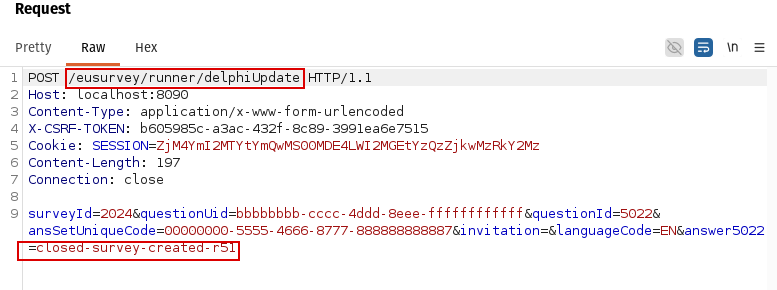 Request
Pretty Raw Hex \n
1 POST /eusurvey/runner/delphiUpdate HTTP/1.1
2 Host: localhost:8090
3 Content-Type: application/x-www-form-urlencoded
4 X-CSRF-TOKEN: b605985c-a3ac-432f-8c89-3991ea6e7515
5 Cookie: SESSION=ZjM4YmI2MTYtYmQwMS00MDE4LWI2MGEtYzQzZjkwMzRkY2Mz
6 Content-Length: 197
7 Connection: close
8
9 surveyId=2024&questionUid=bbbbbbbb-cccc-4ddd-8eee-ffffffffffff&questionId=5022&
ansSetUniqueCode=00000000-5555-4666-8777-888888888887&invitation=&languageCode=EN&answer5022
=closed-survey-created-r51